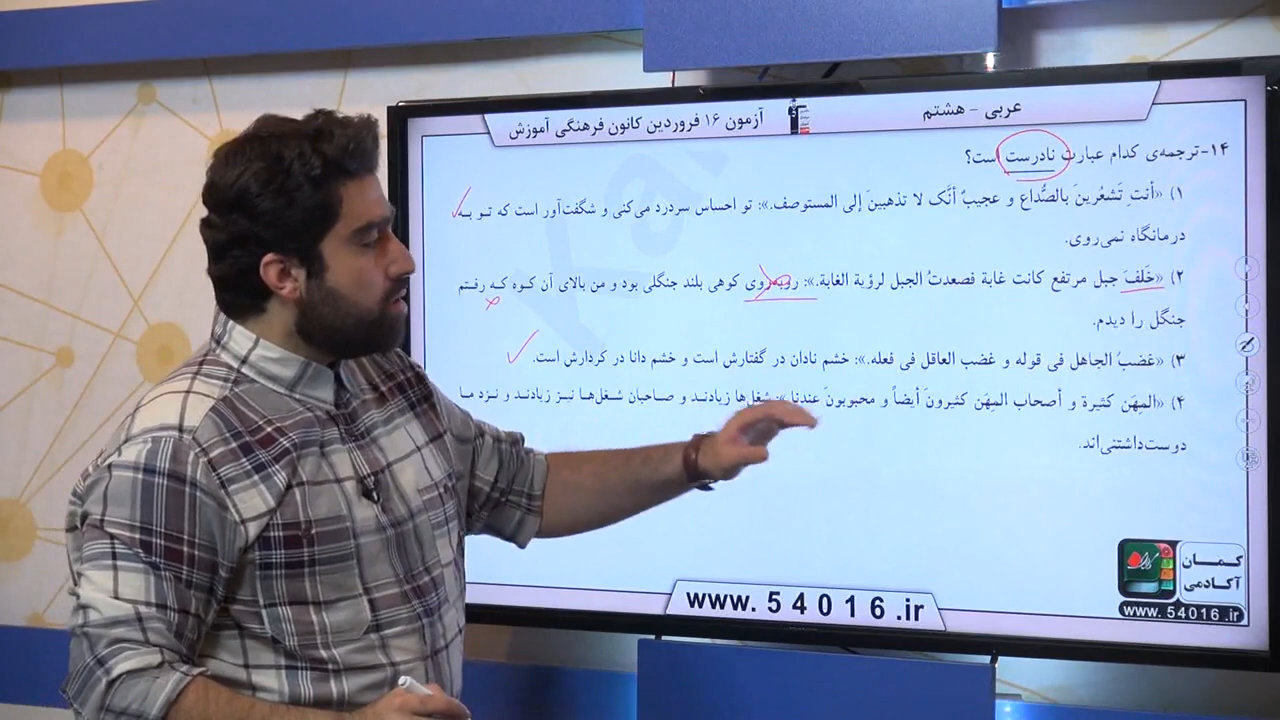 عربی - هشتم
آزمون ۱۶ فروردین کانون فرهنگی آموزش
۱۴-ترجمه‌ی کدام عبارت نادرست است؟
۱) «أنتِ تَشعُرینَ بالصُّداع و عجیبٌ أنَّک لا تذهبینَ إلی المستوصف.»: تو احساس سردرد می‌کنی و شگفت‌آور است که تو به
درمانگاه نمی‌روی.
۲) «خَلفَ جبل مرتفع کانت غابة فصعدتُ الجبل لرؤیة الغابة.»: روبه‌روی کوهی بلند جنگلی بود و من بالای آن کوه که رفتم
جنگل را دیدم.
۳) «غضبُ الجاهل فی قوله و غضب العاقل فی فعله.»: خشم نادان در گفتارش است و خشم دانا در کردارش است.
۴) «المِهَن کثیرة و أصحاب المِهَن کثیرونَ أیضاً و محبوبونَ عندنا.»: شغل‌ها زیادند و صاحبان شغل‌ها نیز زیادند و نزد ما
دوست‌داشتنی‌اند.
کمان
آکادمی
www. 54016 .ir
www. 54016 .ir